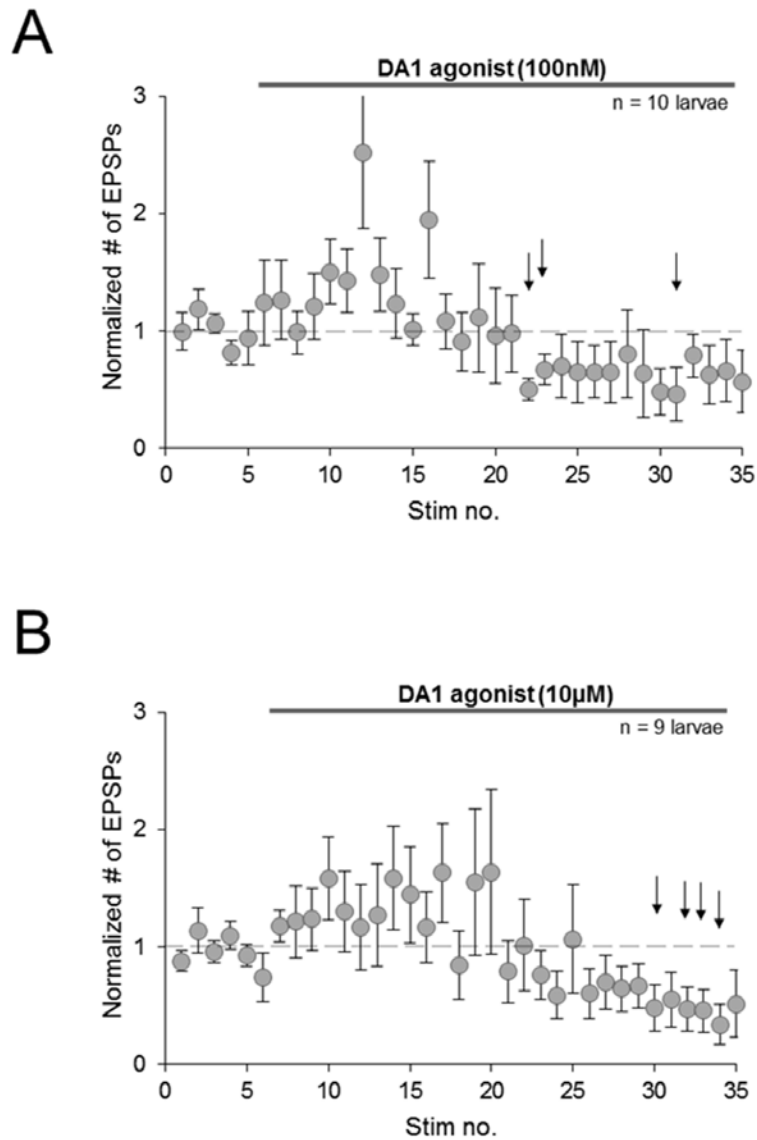 A
DA1 agonist (100nM)
n = 10 larvae
3
2
1
0
Normalized # of EPSPs
0 5 10 15 20 25 30 35
Stim no.
B
DA1 agonist (10µM)
n = 9 larvae
3
2
1
0
Normalized # of EPSPs
0 5 10 15 20 25 30 35
Stim no.